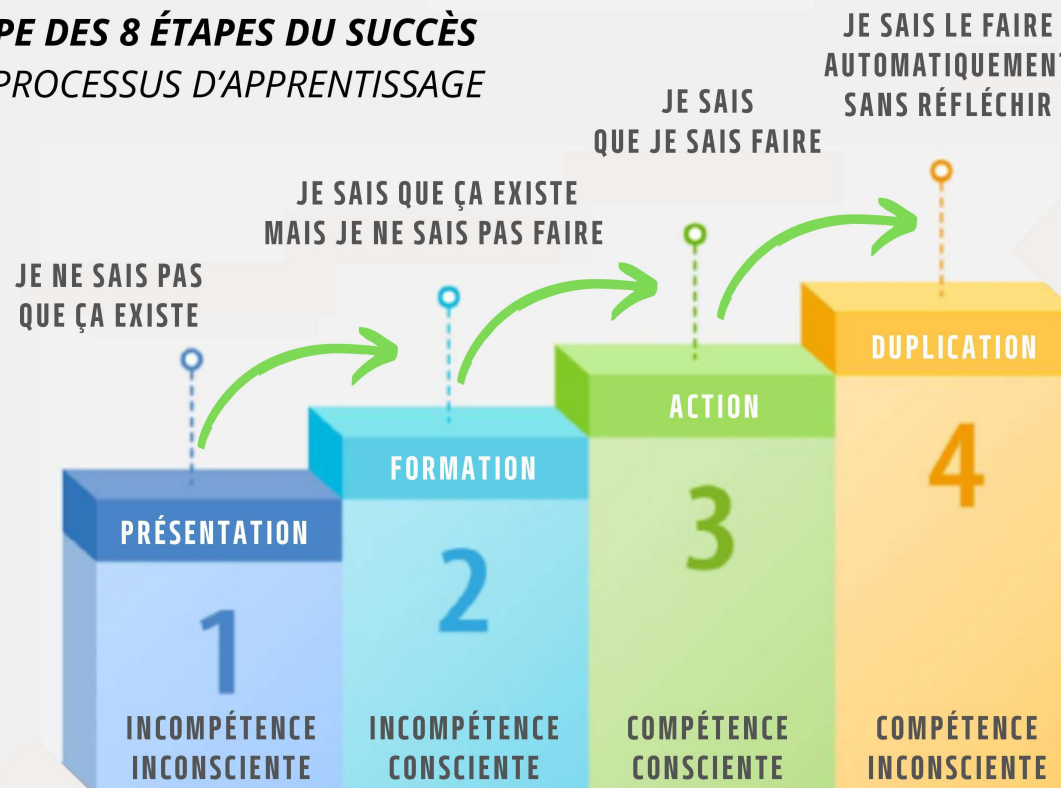 PE DES 8 ÉTAPES DU SUCCÈS
PROCESSUS D'APPRENTISSAGE
JE SAIS LE FAIRE
AUTOMATIQUEMENT
SANS RÉFLÉCHIR
JE SAIS
QUE JE SAIS FAIRE
JE SAIS QUE ÇA EXISTE
MAIS JE NE SAIS PAS FAIRE
JE NE SAIS PAS
QUE ÇA EXISTE
PRÉSENTATION
1
INCOMPÉTENCE
INCONSCIENTE
FORMATION
2
INCOMPÉTENCE
CONSCIENTE
ACTION
3
COMPÉTENCE
CONSCIENTE
DUPLICATION
4
COMPÉTENCE
INCONSCIENTE